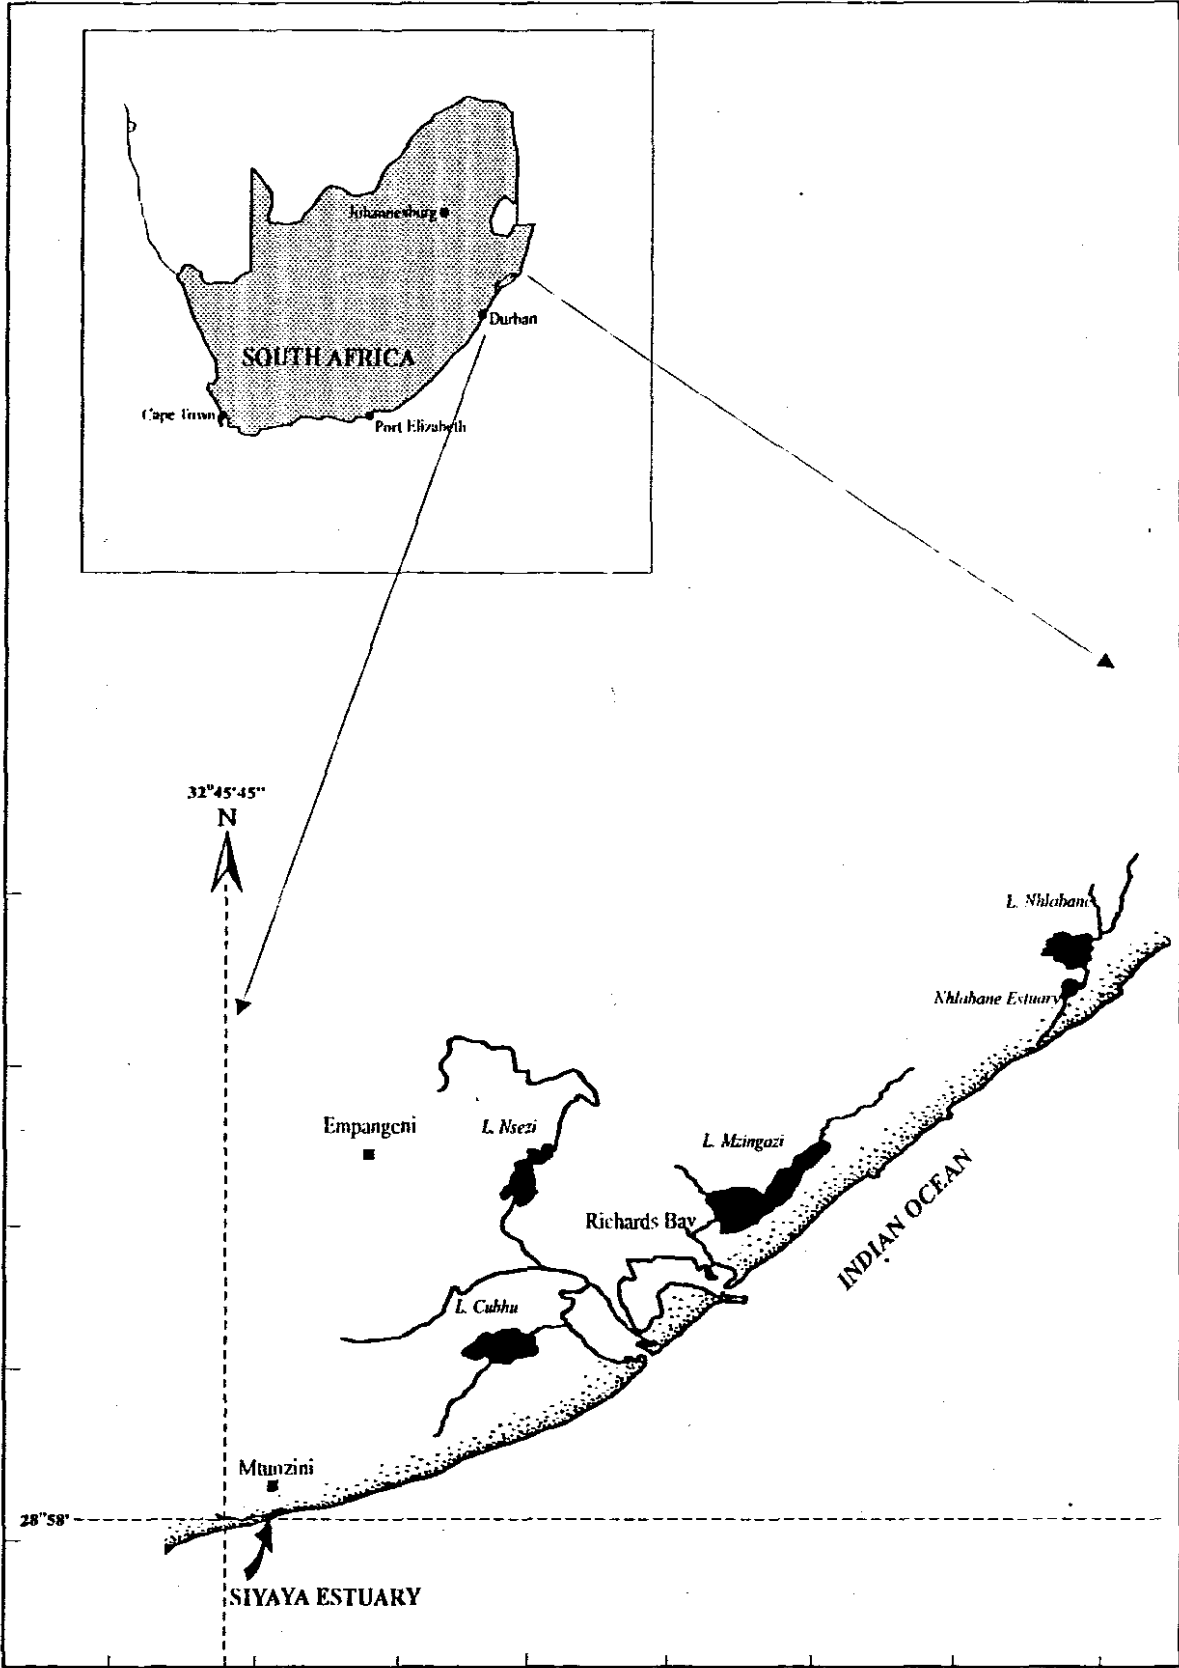 Johannesburg
Durban
SOUTH AFRICA
Cape Town
Port Elizabeth
32°45'45"
N
L. Nhlabane
Nhlabane Estuary
Empangeni
L. Nsezi
L. Mzingazi
Richards Bay
INDIAN OCEAN
L. Cubhu
Mtunzini
28°58'
SIYAYA ESTUARY